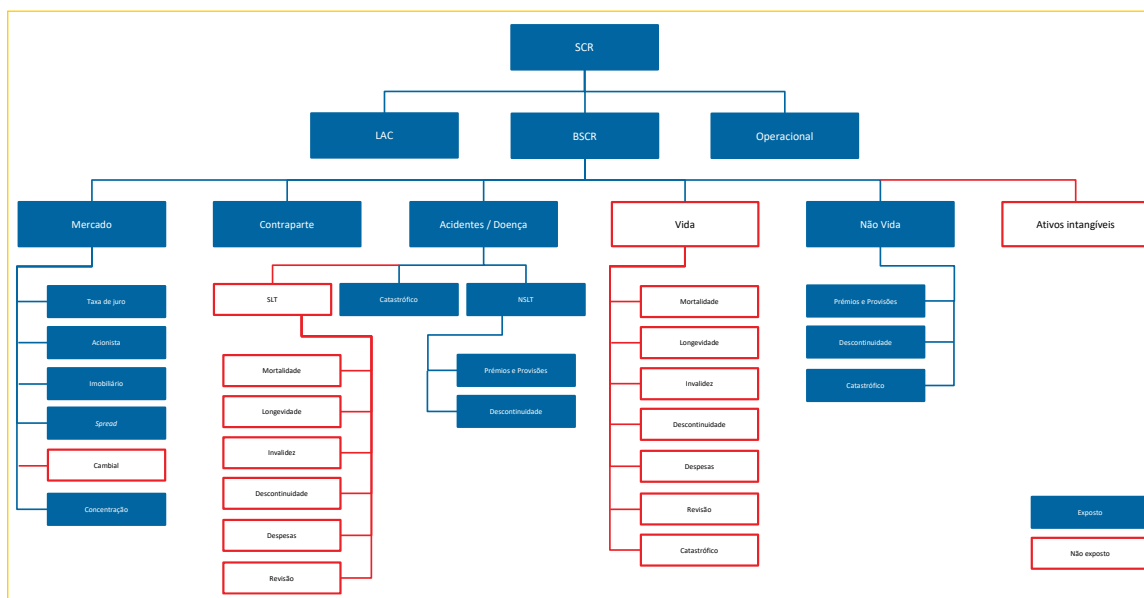 SCR
LAC
BSCR
Operacional
Mercado
Contraparte
Acidentes / Doença
Vida
Não Vida
Ativos intangíveis
Taxa de juro
Acionista
Imobiliário
Spread
Cambial
Concentração
SLT
Catastrófico
NSLT
Mortalidade
Longevidade
Invalidez
Descontinuidade
Despesas
Revisão
Prémios e Provisões
Descontinuidade
Mortalidade
Longevidade
Invalidez
Descontinuidade
Despesas
Revisão
Catastrófico
Prémios e Provisões
Descontinuidade
Catastrófico
Exposto
Não exposto